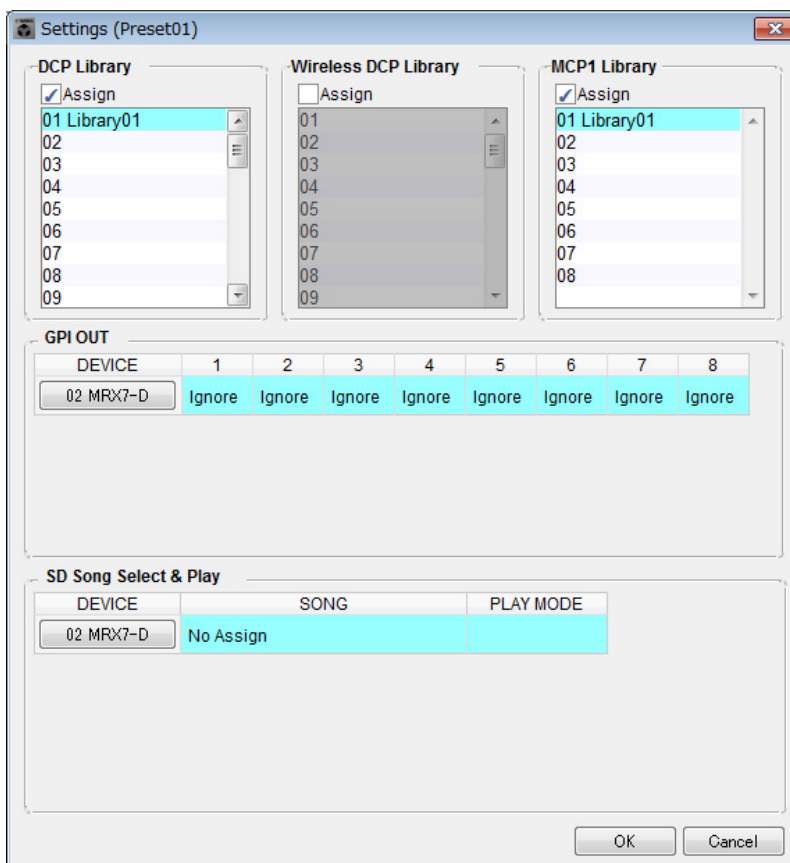 Settings (Preset01)
DCP Library
Assign
01 Library01
02
03
04
05
06
07
08
09
Wireless DCP Library
Assign
01
02
03
04
05
06
07
08
09
MCP1 Library
Assign
01 Library01
02
03
04
05
06
07
08
GPI OUT
DEVICE 1 2 3 4 5 6 7 8
02 MRX7-D Ignore Ignore Ignore Ignore Ignore Ignore Ignore Ignore
SD Song Select & Play
DEVICE SONG PLAY MODE
02 MRX7-D No Assign
OK Cancel